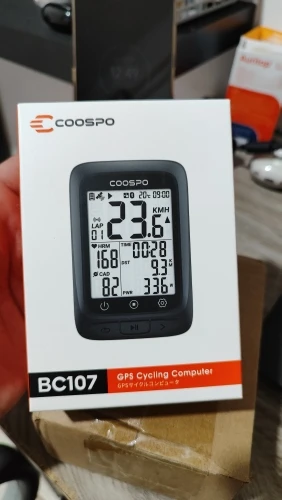 COOSPO
COOSPO
20°C 09:00
23.6 KMH
LAP
01
HRM
168
TIME 00:28
DST
9.3 KM
CAD
82
PWR 336 W
BC107
GPS Cycling Computer
GPSサイクルコンピュータ